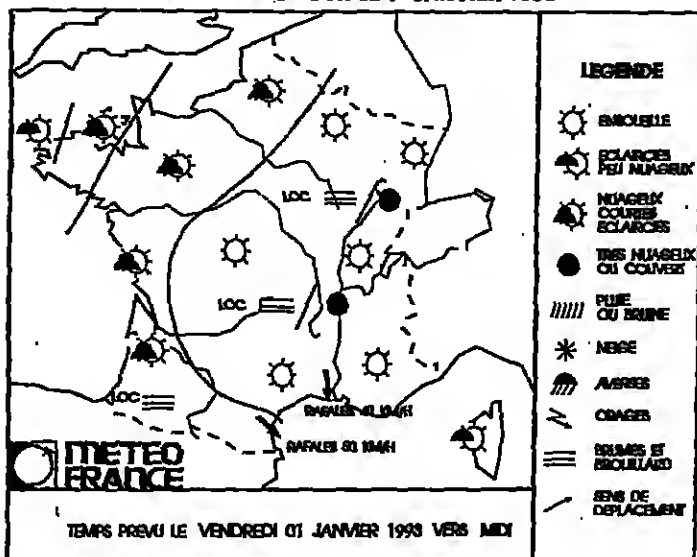 LOC
LOC
LOC
RAFALES 40 KM/H
RAFALES 80 KM/H
METEO
FRANCE
TEMPS PREVU LE VENDREDI 01 JANVIER 1993 VERS MIDI
LEGENDE
ENSOLEILLE
ECLAIRCIES
PEU NUAGEUX
NUAGEUX
COURTES
ECLAIRCIES
TRES NUAGEUX
OU COUVERT
PLUIE
OU BRUINE
NEIGE
AVERSES
ORAGES
BRUMES ET
BROUILLARD
SENS DE
DEPLACEMENT